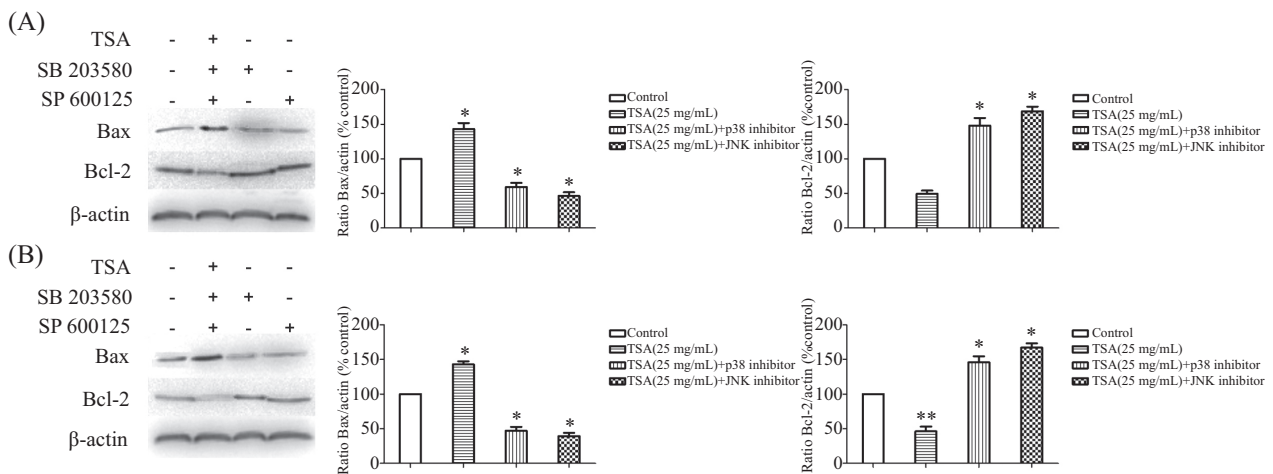 (A)
TSA - + - -
SB 203580 - + + -
SP 600125 - + - +
Bax
Bcl-2
β-actin
Ratio Bax/actin (% control)
200
150
100
50
0
*
*
*
Control
TSA(25 mg/mL)
TSA(25 mg/mL)+p38 inhibitor
TSA(25 mg/mL)+JNK inhibitor
Ratio Bcl-2/actin (%control)
200
150
100
50
0
*
*
Control
TSA(25 mg/mL)
TSA(25 mg/mL)+p38 inhibitor
TSA(25 mg/mL)+JNK inhibitor
(B)
TSA - + - -
SB 203580 - + + -
SP 600125 - + - +
Bax
Bcl-2
β-actin
Ratio Bax/actin (% control)
200
150
100
50
0
*
*
*
Control
TSA(25 mg/mL)
TSA(25 mg/mL)+p38 inhibitor
TSA(25 mg/mL)+JNK inhibitor
Ratio Bcl-2/actin (%control)
200
150
100
50
0
**
*
*
Control
TSA(25 mg/mL)
TSA(25 mg/mL)+p38 inhibitor
TSA(25 mg/mL)+JNK inhibitor